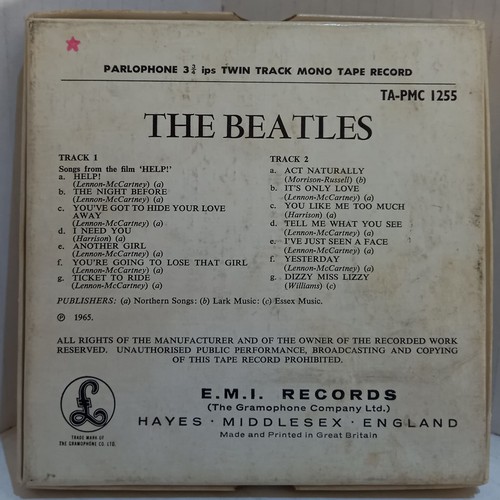 PARLOPHONE 3¾ ips TWIN TRACK MONO TAPE RECORD
TA-PMC 1255
THE BEATLES
TRACK 1
Songs from the film 'HELP!'
a. HELP!
(Lennon-McCartney) (a)
b. THE NIGHT BEFORE
(Lennon-McCartney) (a)
c. YOU'VE GOT TO HIDE YOUR LOVE
AWAY
(Lennon-McCartney) (a)
d. I NEED YOU
(Harrison) (a)
e. ANOTHER GIRL
(Lennon-McCartney) (a)
f. YOU'RE GOING TO LOSE THAT GIRL
(Lennon-McCartney) (a)
g. TICKET TO RIDE
(Lennon-McCartney) (a)
TRACK 2
a. ACT NATURALLY
(Morrison-Russell) (b)
b. IT'S ONLY LOVE
(Lennon-McCartney) (a)
c. YOU LIKE ME TOO MUCH
(Harrison) (a)
d. TELL ME WHAT YOU SEE
(Lennon-McCartney) (a)
e. I'VE JUST SEEN A FACE
(Lennon-McCartney) (a)
f. YESTERDAY
(Lennon-McCartney) (a)
g. DIZZY MISS LIZZY
(Williams) (c)
PUBLISHERS: (a) Northern Songs: (b) Lark Music: (c) Essex Music.
℗ 1965.
ALL RIGHTS OF THE MANUFACTURER AND OF THE OWNER OF THE RECORDED WORK
RESERVED. UNAUTHORISED PUBLIC PERFORMANCE, BROADCASTING AND COPYING
OF THIS TAPE RECORD PROHIBITED.
£
TRADE MARK OF
THE GRAMOPHONE CO. LTD.
E.M.I. RECORDS
(The Gramophone Company Ltd.)
HAYES · MIDDLESEX · ENGLAND
Made and Printed in Great Britain